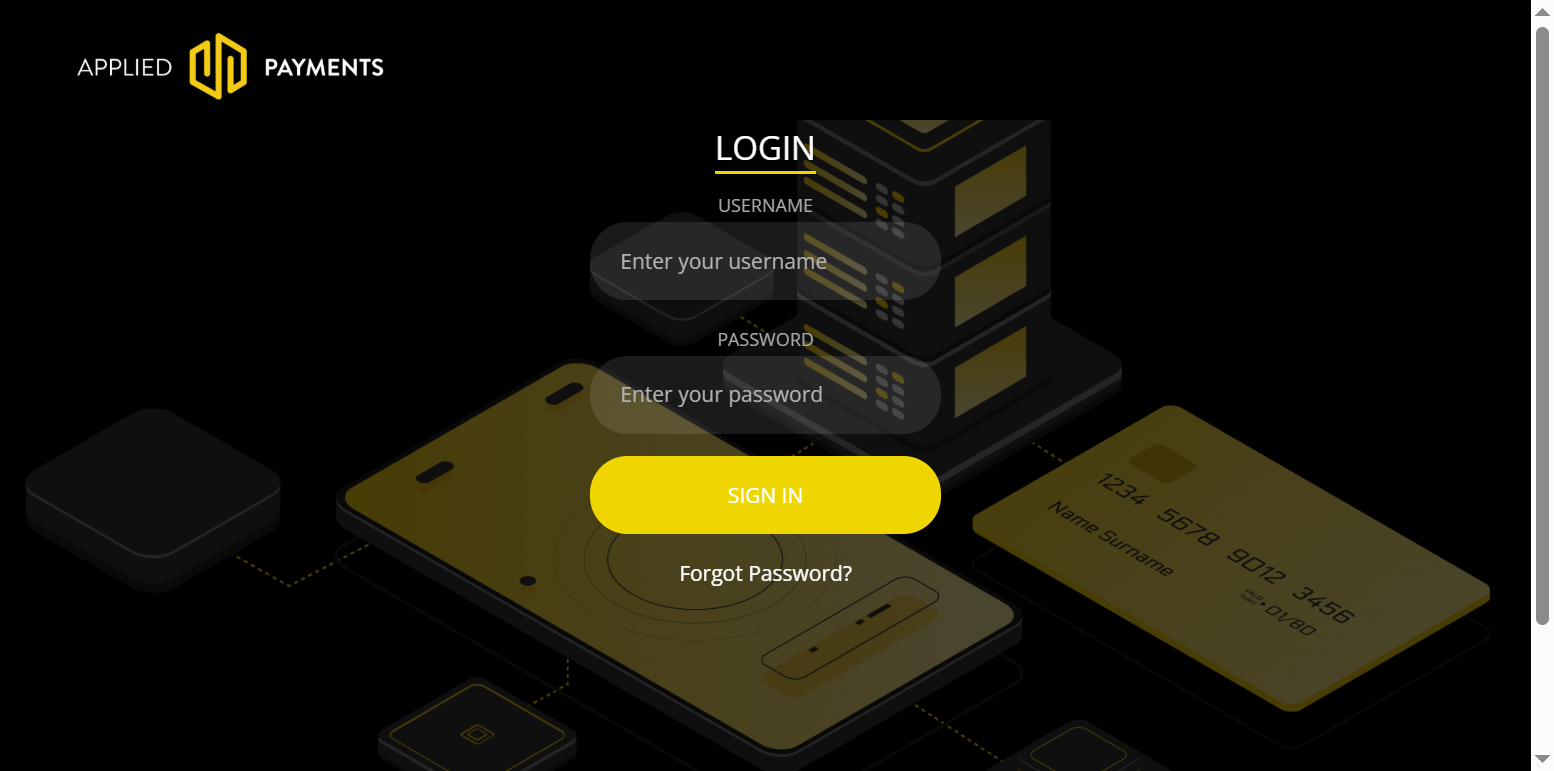 APPLIED PAYMENTS
LOGIN
USERNAME
Enter your username
PASSWORD
Enter your password
SIGN IN
Forgot Password?
1234 5678 9012 3456
Name Surname
VALID THRU 01/80